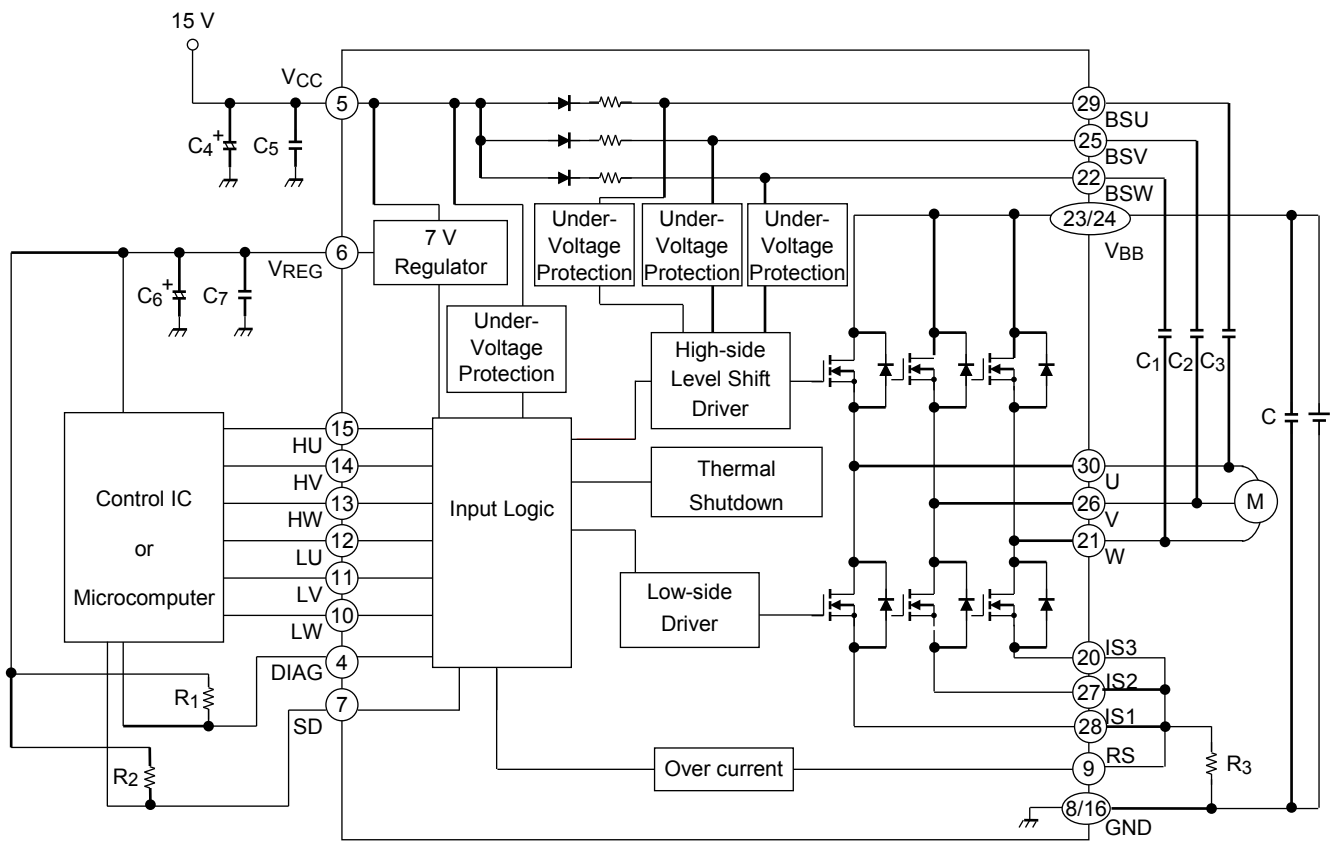 15 V
VCC
5
C4
+
C5
29
BSU
25
BSV
22
BSW
23/24
VBB
6
VREG
C6
+
C7
7 V
Regulator
Under-
Voltage
Protection
Under-
Voltage
Protection
Under-
Voltage
Protection
Under-
Voltage
Protection
High-side
Level Shift
Driver
C1
C2
C3
C
Control IC
or
Microcomputer
15
HU
14
HV
13
HW
12
LU
11
LV
10
LW
4
DIAG
7
SD
Input Logic
Thermal
Shutdown
Low-side
Driver
30
U
26
V
21
W
M
20
IS3
27
IS2
28
IS1
9
RS
8/16
GND
R1
R2
R3
Over current